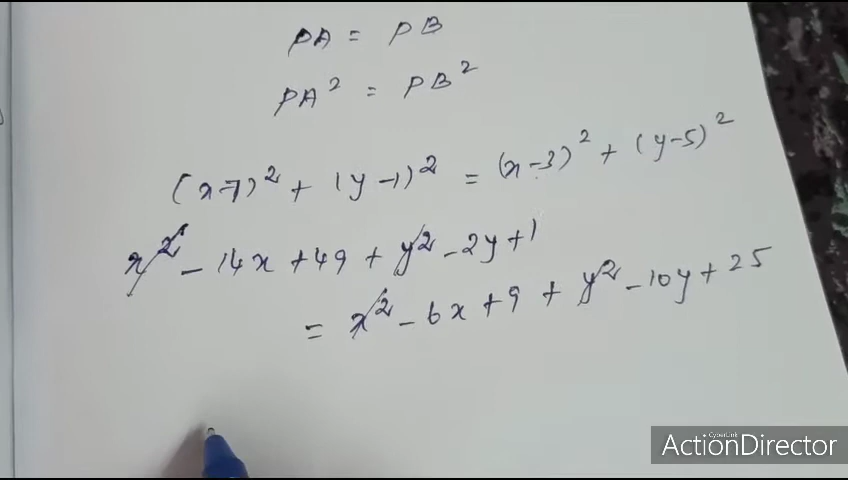 PA = PB
PA² = PB²
(x-7)² + (y-1)² = (x-3)² + (y-5)²
x² - 14x + 49 + y² - 2y + 1
= x² - 6x + 9 + y² - 10y + 25
CyberLink
ActionDirector